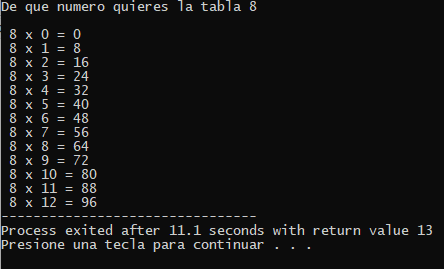 De que numero quieres la tabla 8
8 x 0 = 0
8 x 1 = 8
8 x 2 = 16
8 x 3 = 24
8 x 4 = 32
8 x 5 = 40
8 x 6 = 48
8 x 7 = 56
8 x 8 = 64
8 x 9 = 72
8 x 10 = 80
8 x 11 = 88
8 x 12 = 96
--------------------------------
Process exited after 11.1 seconds with return value 13
Presione una tecla para continuar . . .